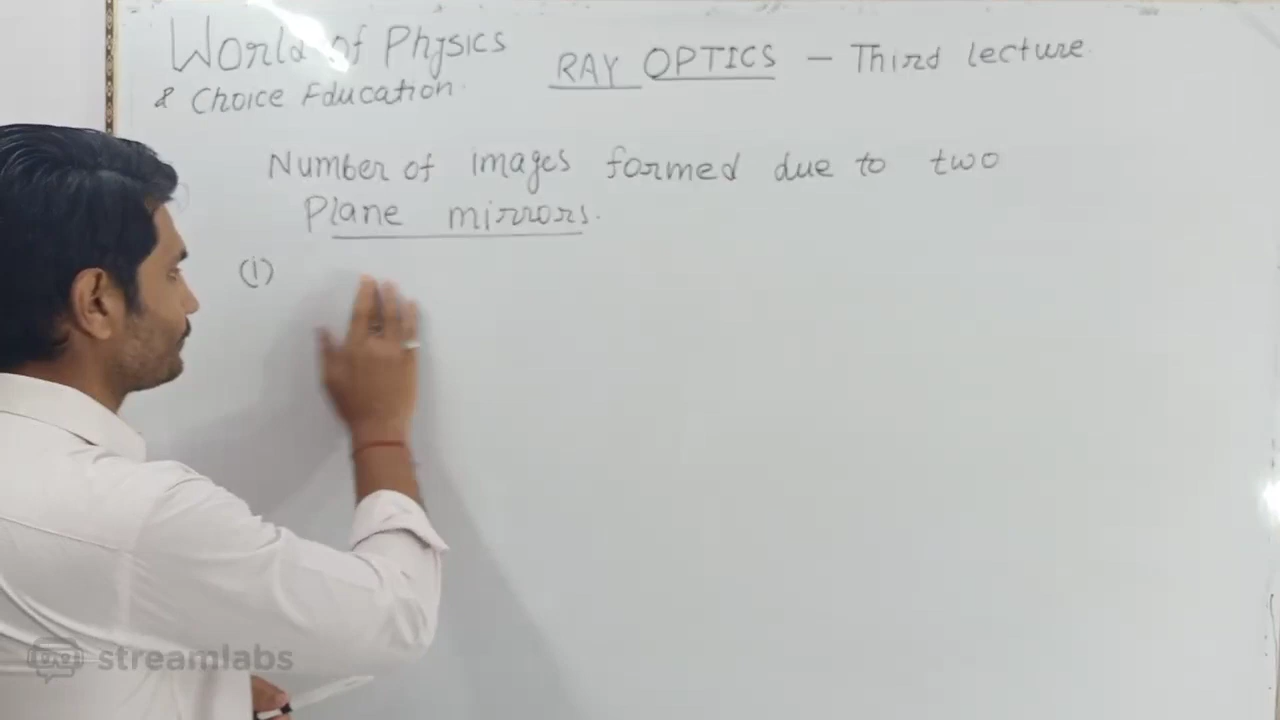 World of Physics
& Choice Education.
RAY OPTICS - Third lecture
Number of images formed due to two
Plane mirrors.
(i)
streamlabs